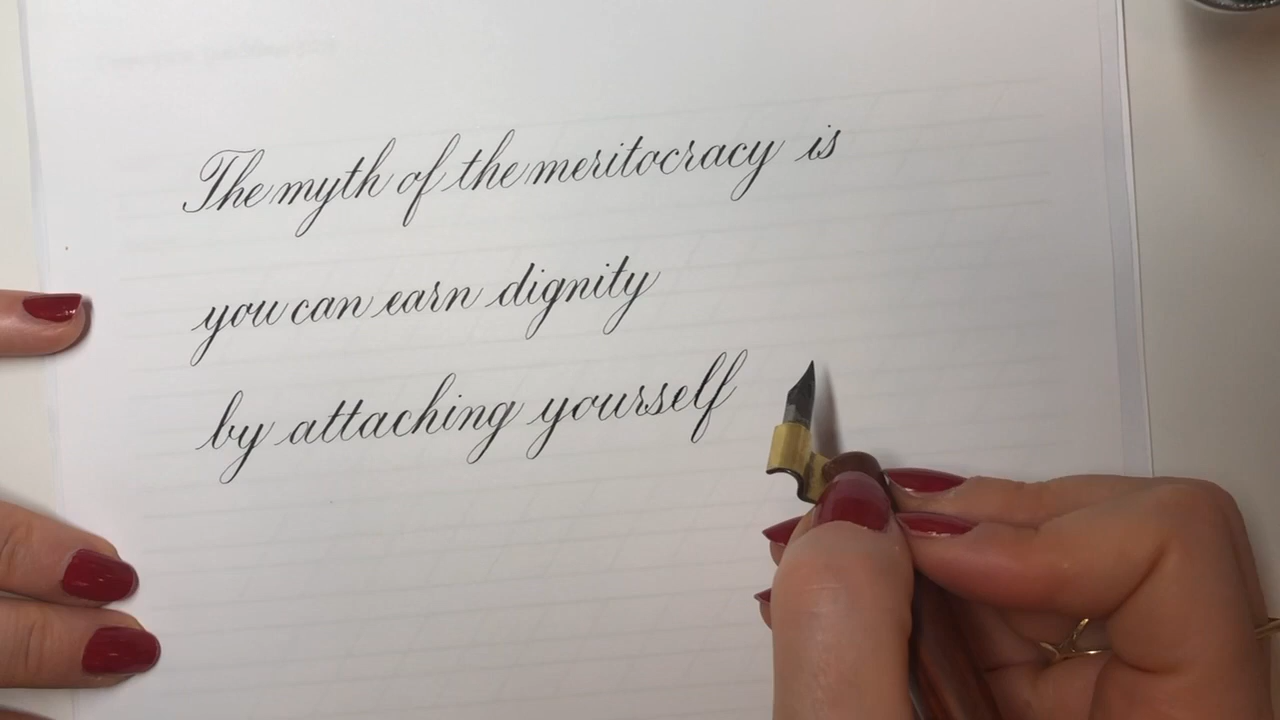 The myth of the meritocracy is
you can earn dignity
by attaching yourself